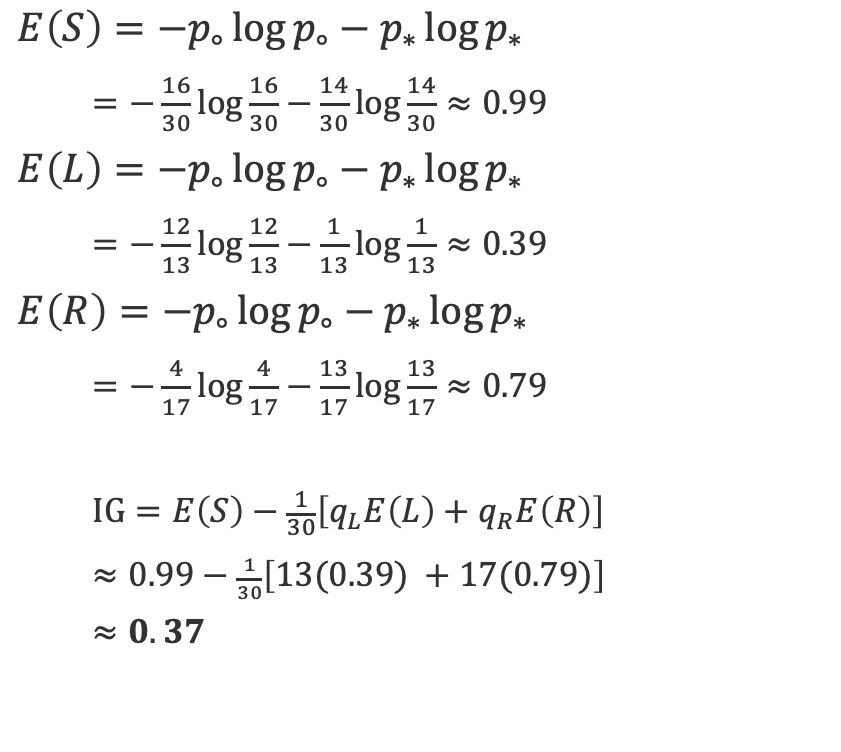 E(S) = −p∘ log p∘ − p∗ log p∗
= −16/30 log 16/30 − 14/30 log 14/30 ≈ 0.99
E(L) = −p∘ log p∘ − p∗ log p∗
= −12/13 log 12/13 − 1/13 log 1/13 ≈ 0.39
E(R) = −p∘ log p∘ − p∗ log p∗
= −4/17 log 4/17 − 13/17 log 13/17 ≈ 0.79
IG = E(S) − 1/30[q_L E(L) + q_R E(R)]
≈ 0.99 − 1/30[13(0.39) + 17(0.79)]
≈ 0.37